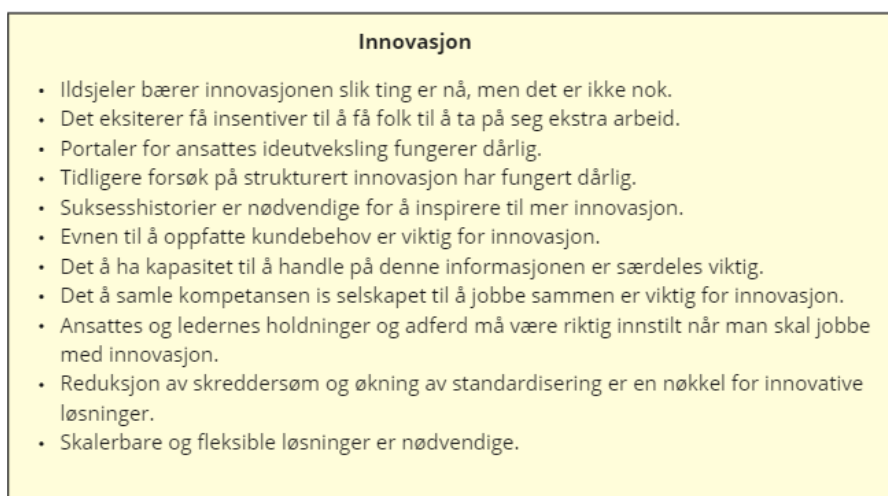 Innovasjon
• Ildsjeler bærer innovasjonen slik ting er nå, men det er ikke nok.
• Det eksiterer få insentiver til å få folk til å ta på seg ekstra arbeid.
• Portaler for ansattes ideutveksling fungerer dårlig.
• Tidligere forsøk på strukturert innovasjon har fungert dårlig.
• Suksesshistorier er nødvendige for å inspirere til mer innovasjon.
• Evnen til å oppfatte kundebehov er viktig for innovasjon.
• Det å ha kapasitet til å handle på denne informasjonen er særdeles viktig.
• Det å samle kompetansen is selskapet til å jobbe sammen er viktig for innovasjon.
• Ansattes og ledernes holdninger og adferd må være riktig innstilt når man skal jobbe
med innovasjon.
• Reduksjon av skreddersøm og økning av standardisering er en nøkkel for innovative
løsninger.
• Skalerbare og fleksible løsninger er nødvendige.